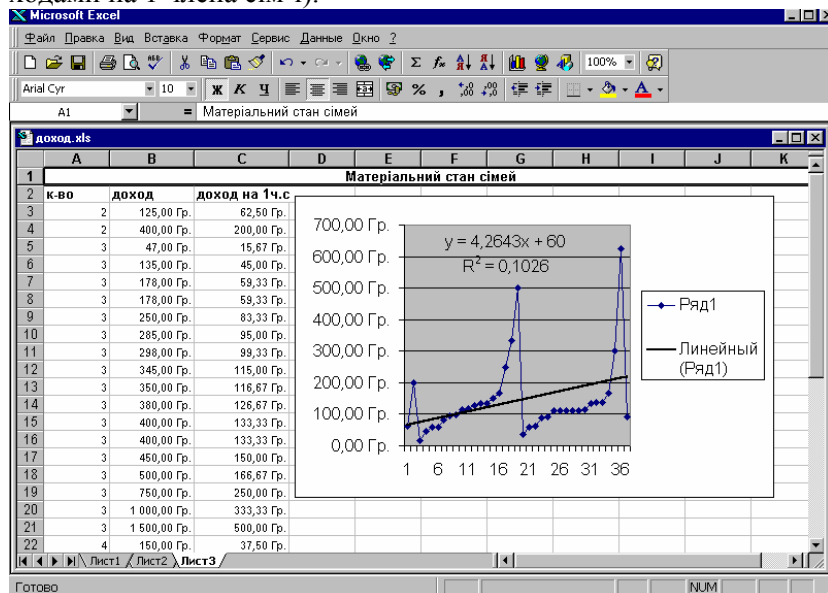 ходами на 1 члена сім'ї).
Microsoft Excel
Файл Правка Вид Вставка Формат Сервис Данные Окно ?
100%
Arial Cyr 10 Ж К Ч
A1 = Матеріальний стан сімей
доход.xls
A B C D E F G H I J K
1 Матеріальний стан сімей
2 к-во доход доход на 1ч.с
3 2 125,00 Гр. 62,50 Гр.
4 2 400,00 Гр. 200,00 Гр.
5 3 47,00 Гр. 15,67 Гр.
6 3 135,00 Гр. 45,00 Гр.
7 3 178,00 Гр. 59,33 Гр.
8 3 178,00 Гр. 59,33 Гр.
9 3 250,00 Гр. 83,33 Гр.
10 3 285,00 Гр. 95,00 Гр.
11 3 298,00 Гр. 99,33 Гр.
12 3 345,00 Гр. 115,00 Гр.
13 3 350,00 Гр. 116,67 Гр.
14 3 380,00 Гр. 126,67 Гр.
15 3 400,00 Гр. 133,33 Гр.
16 3 400,00 Гр. 133,33 Гр.
17 3 450,00 Гр. 150,00 Гр.
18 3 500,00 Гр. 166,67 Гр.
19 3 750,00 Гр. 250,00 Гр.
20 3 1 000,00 Гр. 333,33 Гр.
21 3 1 500,00 Гр. 500,00 Гр.
22 4 150,00 Гр. 37,50 Гр.
700,00 Гр.
600,00 Гр.
500,00 Гр.
400,00 Гр.
300,00 Гр.
200,00 Гр.
100,00 Гр.
0,00 Гр.
y = 4,2643x + 60
R² = 0,1026
1 6 11 16 21 26 31 36
Ряд1
Линейный
(Ряд1)
Лист1 Лист2 Лист3
Готово NUM